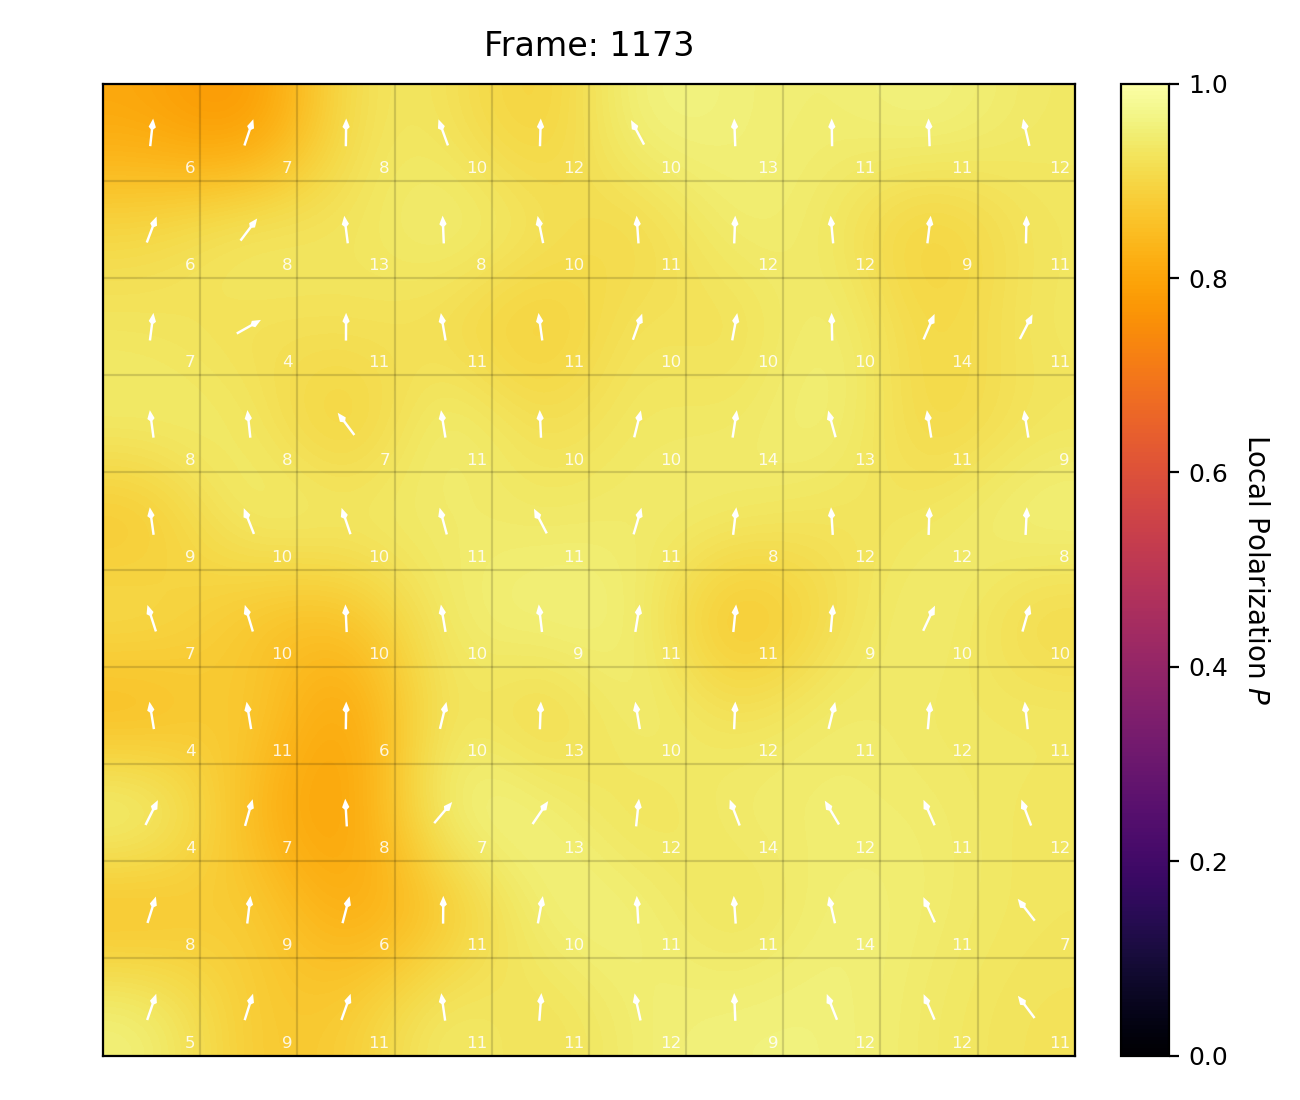 Frame: 1173
6 7 8 10 12 10 13 11 11 12
6 8 13 8 10 11 12 12 9 11
7 4 11 11 11 10 10 10 14 11
8 8 7 11 10 10 14 13 11 9
9 10 10 11 11 11 8 12 12 8
7 10 10 10 9 11 11 9 10 10
4 11 6 10 13 10 12 11 12 11
4 7 8 7 13 12 14 12 11 12
8 9 6 11 10 11 11 14 11 7
5 9 11 11 11 12 9 12 12 11
1.0
0.8
0.6
0.4
0.2
0.0
Local Polarization P